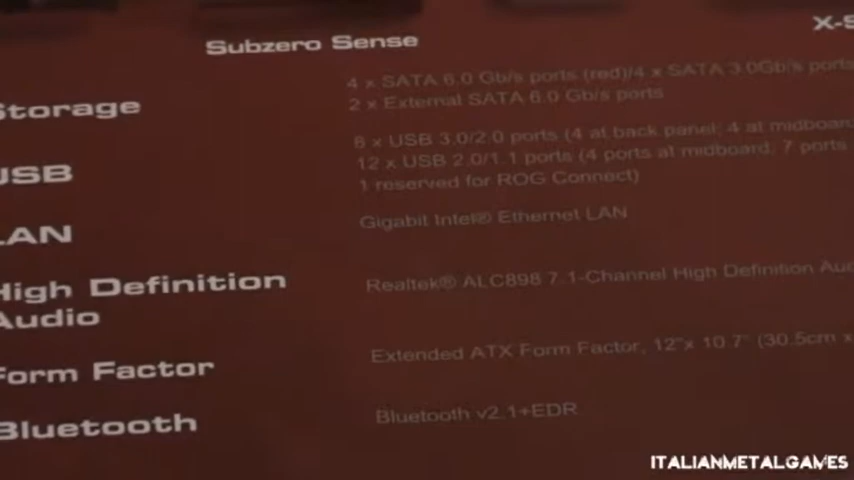 Subzero Sense
X-S
Storage
4 x SATA 6.0 Gb/s ports (red)/4 x SATA 3.0Gb/s ports
2 x External SATA 6.0 Gb/s ports
USB
8 x USB 3.0/2.0 ports (4 at back panel; 4 at midboard
12 x USB 2.0/1.1 ports (4 ports at midboard; 7 ports
1 reserved for ROG Connect)
LAN
Gigabit Intel® Ethernet LAN
High Definition
Audio
Realtek® ALC898 7.1-Channel High Definition Aud
Form Factor
Extended ATX Form Factor, 12"x 10.7" (30.5cm x
Bluetooth
Bluetooth v2.1+EDR
ITALIANMETALGAMES